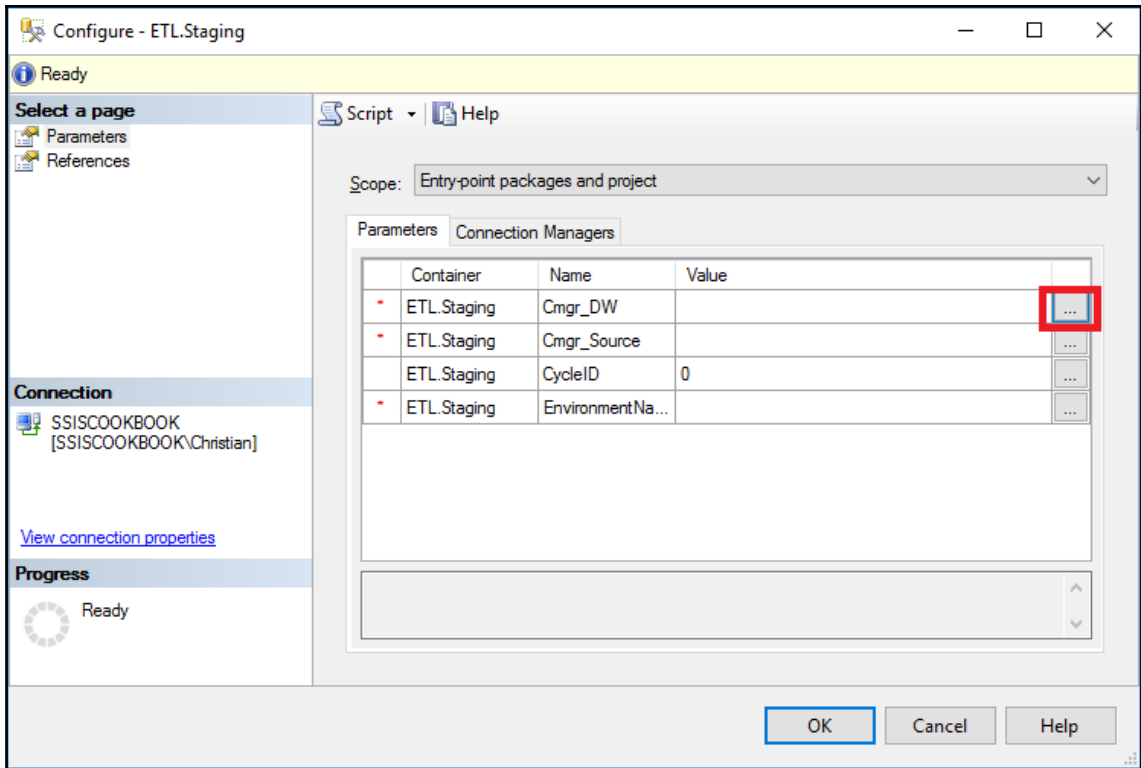 Configure - ETL.Staging
Ready
Select a page
Parameters
References
Script Help
Scope: Entry-point packages and project
Parameters Connection Managers
Container Name Value
* ETL.Staging Cmgr_DW ...
* ETL.Staging Cmgr_Source ...
ETL.Staging CycleID 0 ...
* ETL.Staging EnvironmentNa... ...
Connection
SSISCOOKBOOK
[SSISCOOKBOOK\Christian]
View connection properties
Progress
Ready
OK Cancel Help